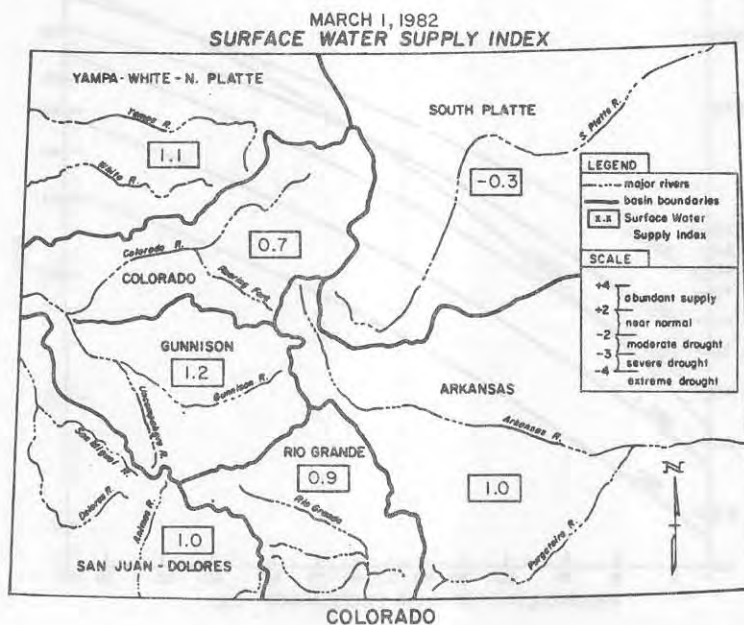 MARCH 1, 1982
SURFACE WATER SUPPLY INDEX
YAMPA-WHITE-N. PLATTE
Yampa R.
1.1
White R.
SOUTH PLATTE
S. Platte R.
-0.3
LEGEND
major rivers
basin boundaries
x.x Surface Water
Supply Index
SCALE
+4
abundant supply
+2
near normal
-2
moderate drought
-3
severe drought
-4
extreme drought
0.7
Colorado R.
COLORADO
Roaring Fork
GUNNISON
1.2
Gunnison R.
Uncompahgre R.
ARKANSAS
Arkansas R.
1.0
Purgatoire R.
N
RIO GRANDE
0.9
Rio Grande
San Miguel R.
Dolores R.
Animas R.
1.0
SAN JUAN-DOLORES
COLORADO